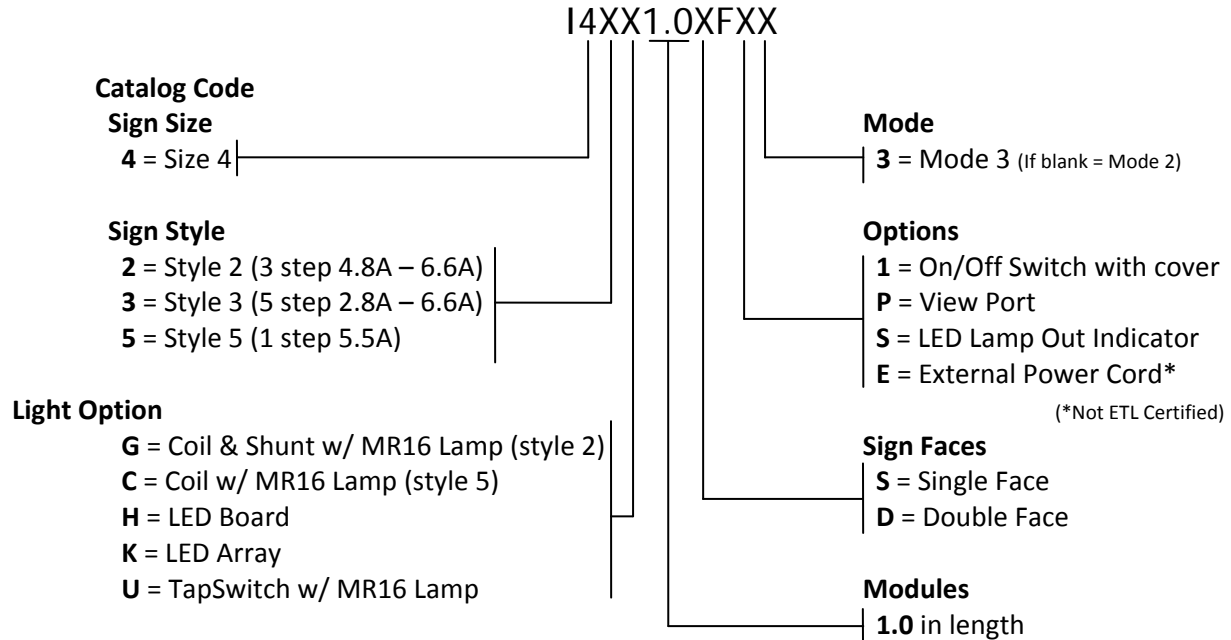 I4XX1.0XFXX
Catalog Code
Sign Size
4 = Size 4
Sign Style
2 = Style 2 (3 step 4.8A – 6.6A)
3 = Style 3 (5 step 2.8A – 6.6A)
5 = Style 5 (1 step 5.5A)
Light Option
G = Coil & Shunt w/ MR16 Lamp (style 2)
C = Coil w/ MR16 Lamp (style 5)
H = LED Board
K = LED Array
U = TapSwitch w/ MR16 Lamp
Mode
3 = Mode 3 (If blank = Mode 2)
Options
1 = On/Off Switch with cover
P = View Port
S = LED Lamp Out Indicator
E = External Power Cord*
(*Not ETL Certified)
Sign Faces
S = Single Face
D = Double Face
Modules
1.0 in length